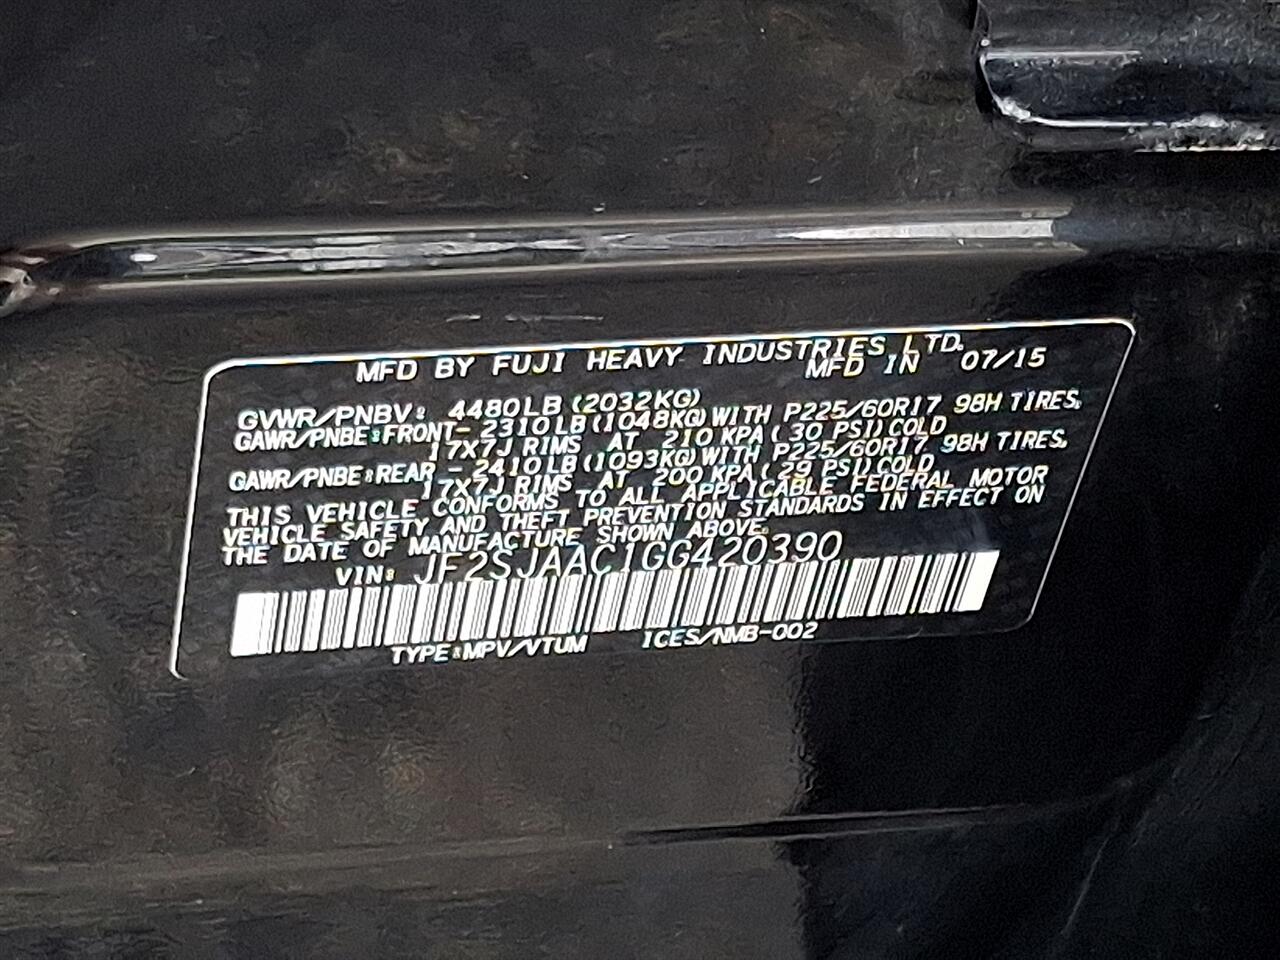 MFD BY FUJI HEAVY INDUSTRIES LTD.
MFD IN 07/15
GVWR/PNBV: 4480LB (2032KG)
GAWR/PNBE:FRONT- 2310LB (1048KG) WITH P225/60R17 98H TIRES,
17X7J RIMS AT 210 KPA ( 30 PSI) COLD
GAWR/PNBE:REAR - 2410LB (1093KG) WITH P225/60R17 98H TIRES,
17X7J RIMS AT 200 KPA ( 29 PSI) COLD
THIS VEHICLE CONFORMS TO ALL APPLICABLE FEDERAL MOTOR
VEHICLE SAFETY AND THEFT PREVENTION STANDARDS IN EFFECT ON
THE DATE OF MANUFACTURE SHOWN ABOVE.
VIN: JF2SJAAC1GG420390
TYPE:MPV/VTUM ICES/NMB-002